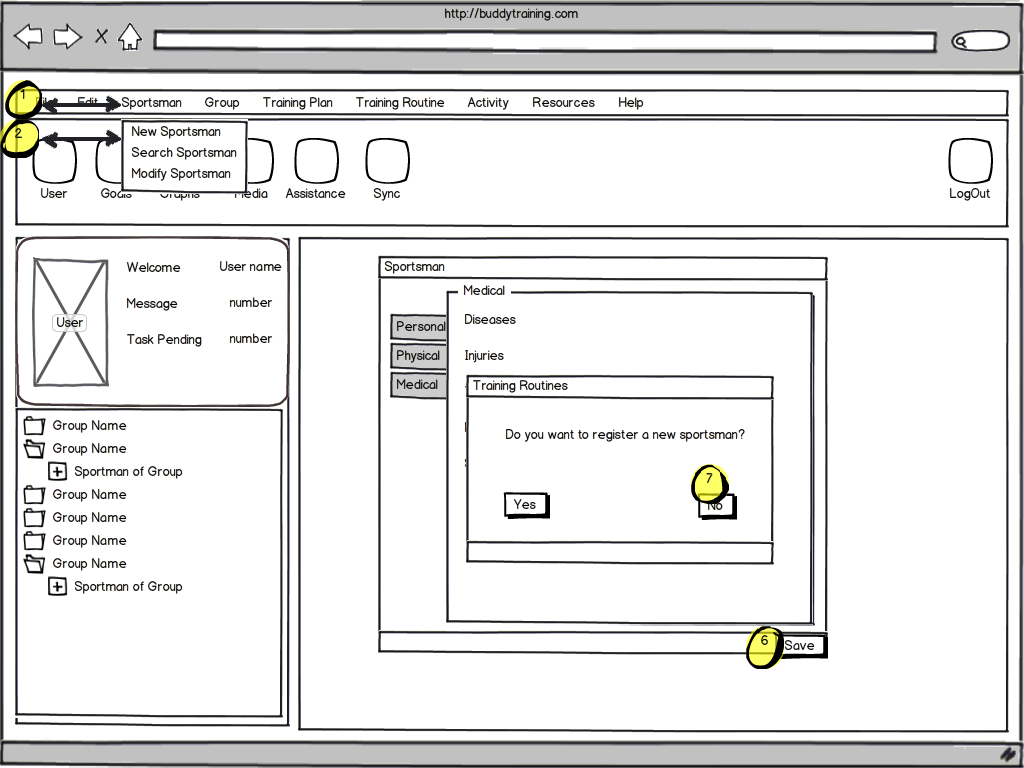 http://buddytraining.com
1
Edit Sportsman Group Training Plan Training Routine Activity Resources Help
2
New Sportsman
Search Sportsman
Modify Sportsman
User Goals Graphs Media Assistance Sync LogOut
Welcome User name
Message number
User
Task Pending number
Group Name
Group Name
Sportman of Group
Group Name
Group Name
Group Name
Group Name
Sportman of Group
Sportsman
Medical
Personal
Physical
Medical
Diseases
Injuries
Training Routines
Do you want to register a new sportsman?
7
Yes No
6
Save